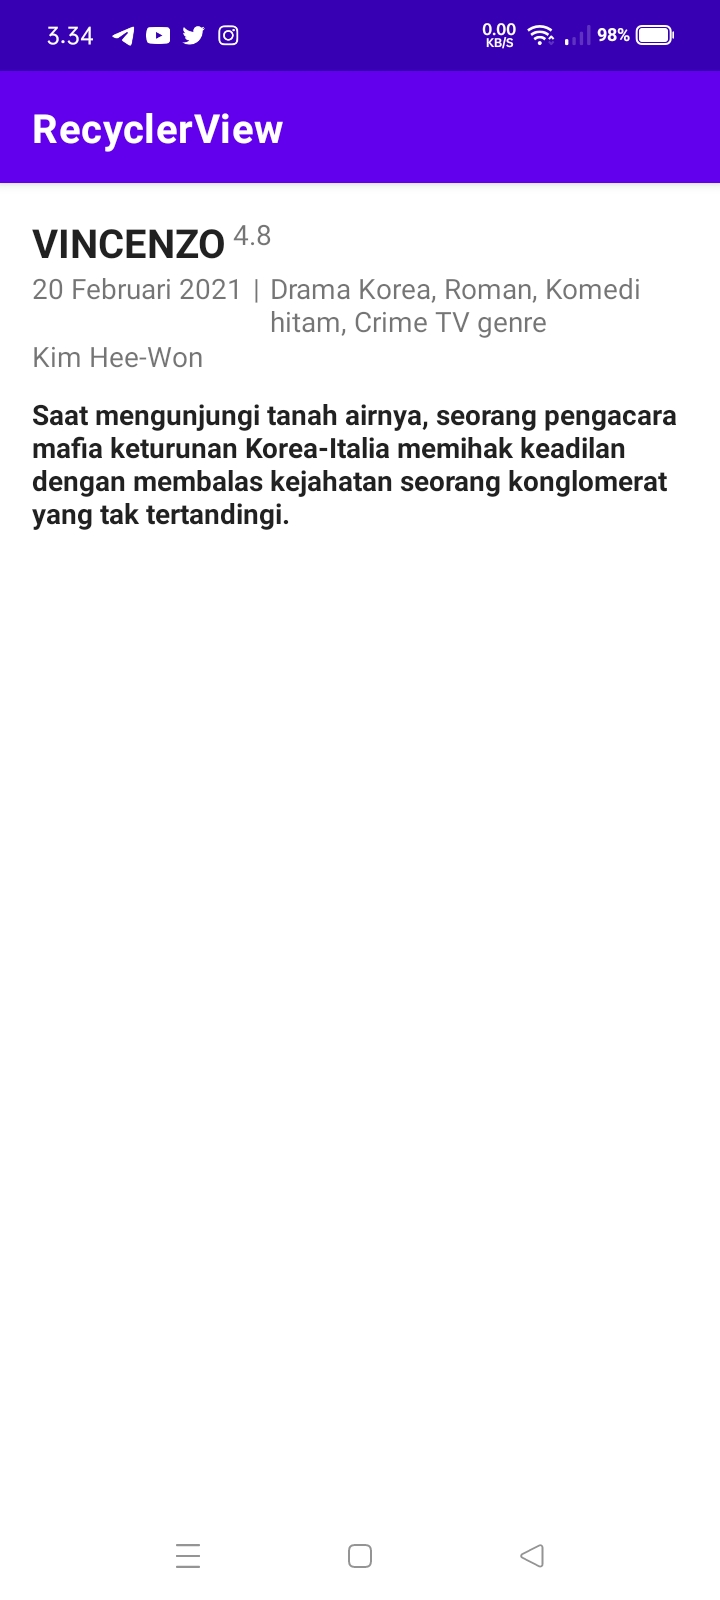 3.34 0.00 KB/S 98%
RecyclerView
VINCENZO 4.8
20 Februari 2021 | Drama Korea, Roman, Komedi
hitam, Crime TV genre
Kim Hee-Won
Saat mengunjungi tanah airnya, seorang pengacara
mafia keturunan Korea-Italia memihak keadilan
dengan membalas kejahatan seorang konglomerat
yang tak tertandingi.